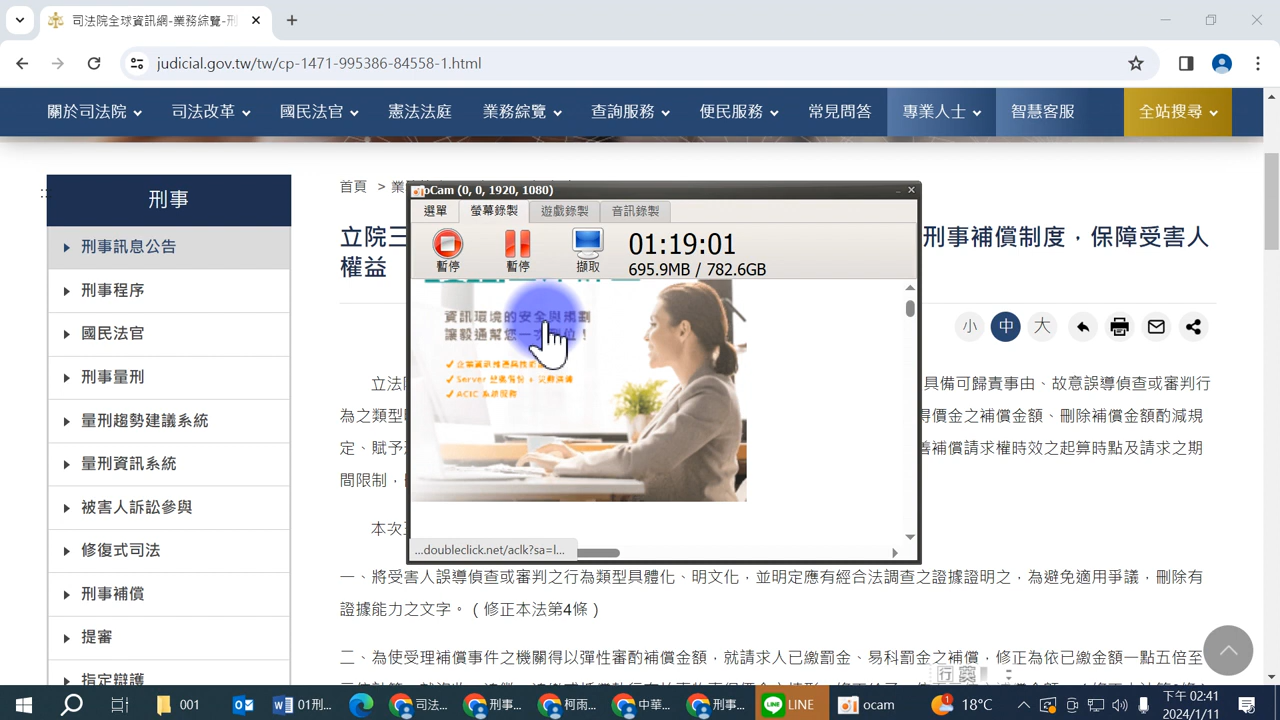 司法院全球資訊網-業務綜覽-刑
judicial.gov.tw/tw/cp-1471-995386-84558-1.html
關於司法院 司法改革 國民法官 憲法法庭 業務綜覽 查詢服務 便民服務 常見問答 專業人士 智慧客服 全站搜尋
刑事
刑事訊息公告
刑事程序
國民法官
刑事量刑
量刑趨勢建議系統
量刑資訊系統
被害人訴訟參與
修復式司法
刑事補償
提審
指定辯護
首頁 > 業
立院三
刑事補償制度，保障受害人
權益
小 中 大
oCam (0, 0, 1920, 1080)
選單 螢幕錄製 遊戲錄製 音訊錄製
暫停 暫停 擷取
01:19:01
695.9MB / 782.6GB
資訊環境的安全與規劃
讓毅通幫您一次到位！
...doubleclick.net/aclk?sa=l...
立法院
具備可歸責事由、故意誤導偵查或審判行
為之類型
得價金之補償金額、刪除補償金額酌減規
定、賦予
補償請求權時效之起算時點及請求之期
間限制，
本次
一、將受害人誤導偵查或審判之行為類型具體化、明文化，並明定應有經合法調查之證據證明之，為避免適用爭議，刪除有
證據能力之文字。（修正本法第4條）
二、為使受理補償事件之機關得以彈性審酌補償金額，就請求人已繳罰金、易科罰金之補償，修正為依已繳金額一點五倍至
001 01刑... 司法... 刑事... 柯雨... 中華... 刑事... LINE ocam 18°C
下午 02:41
2024/1/11